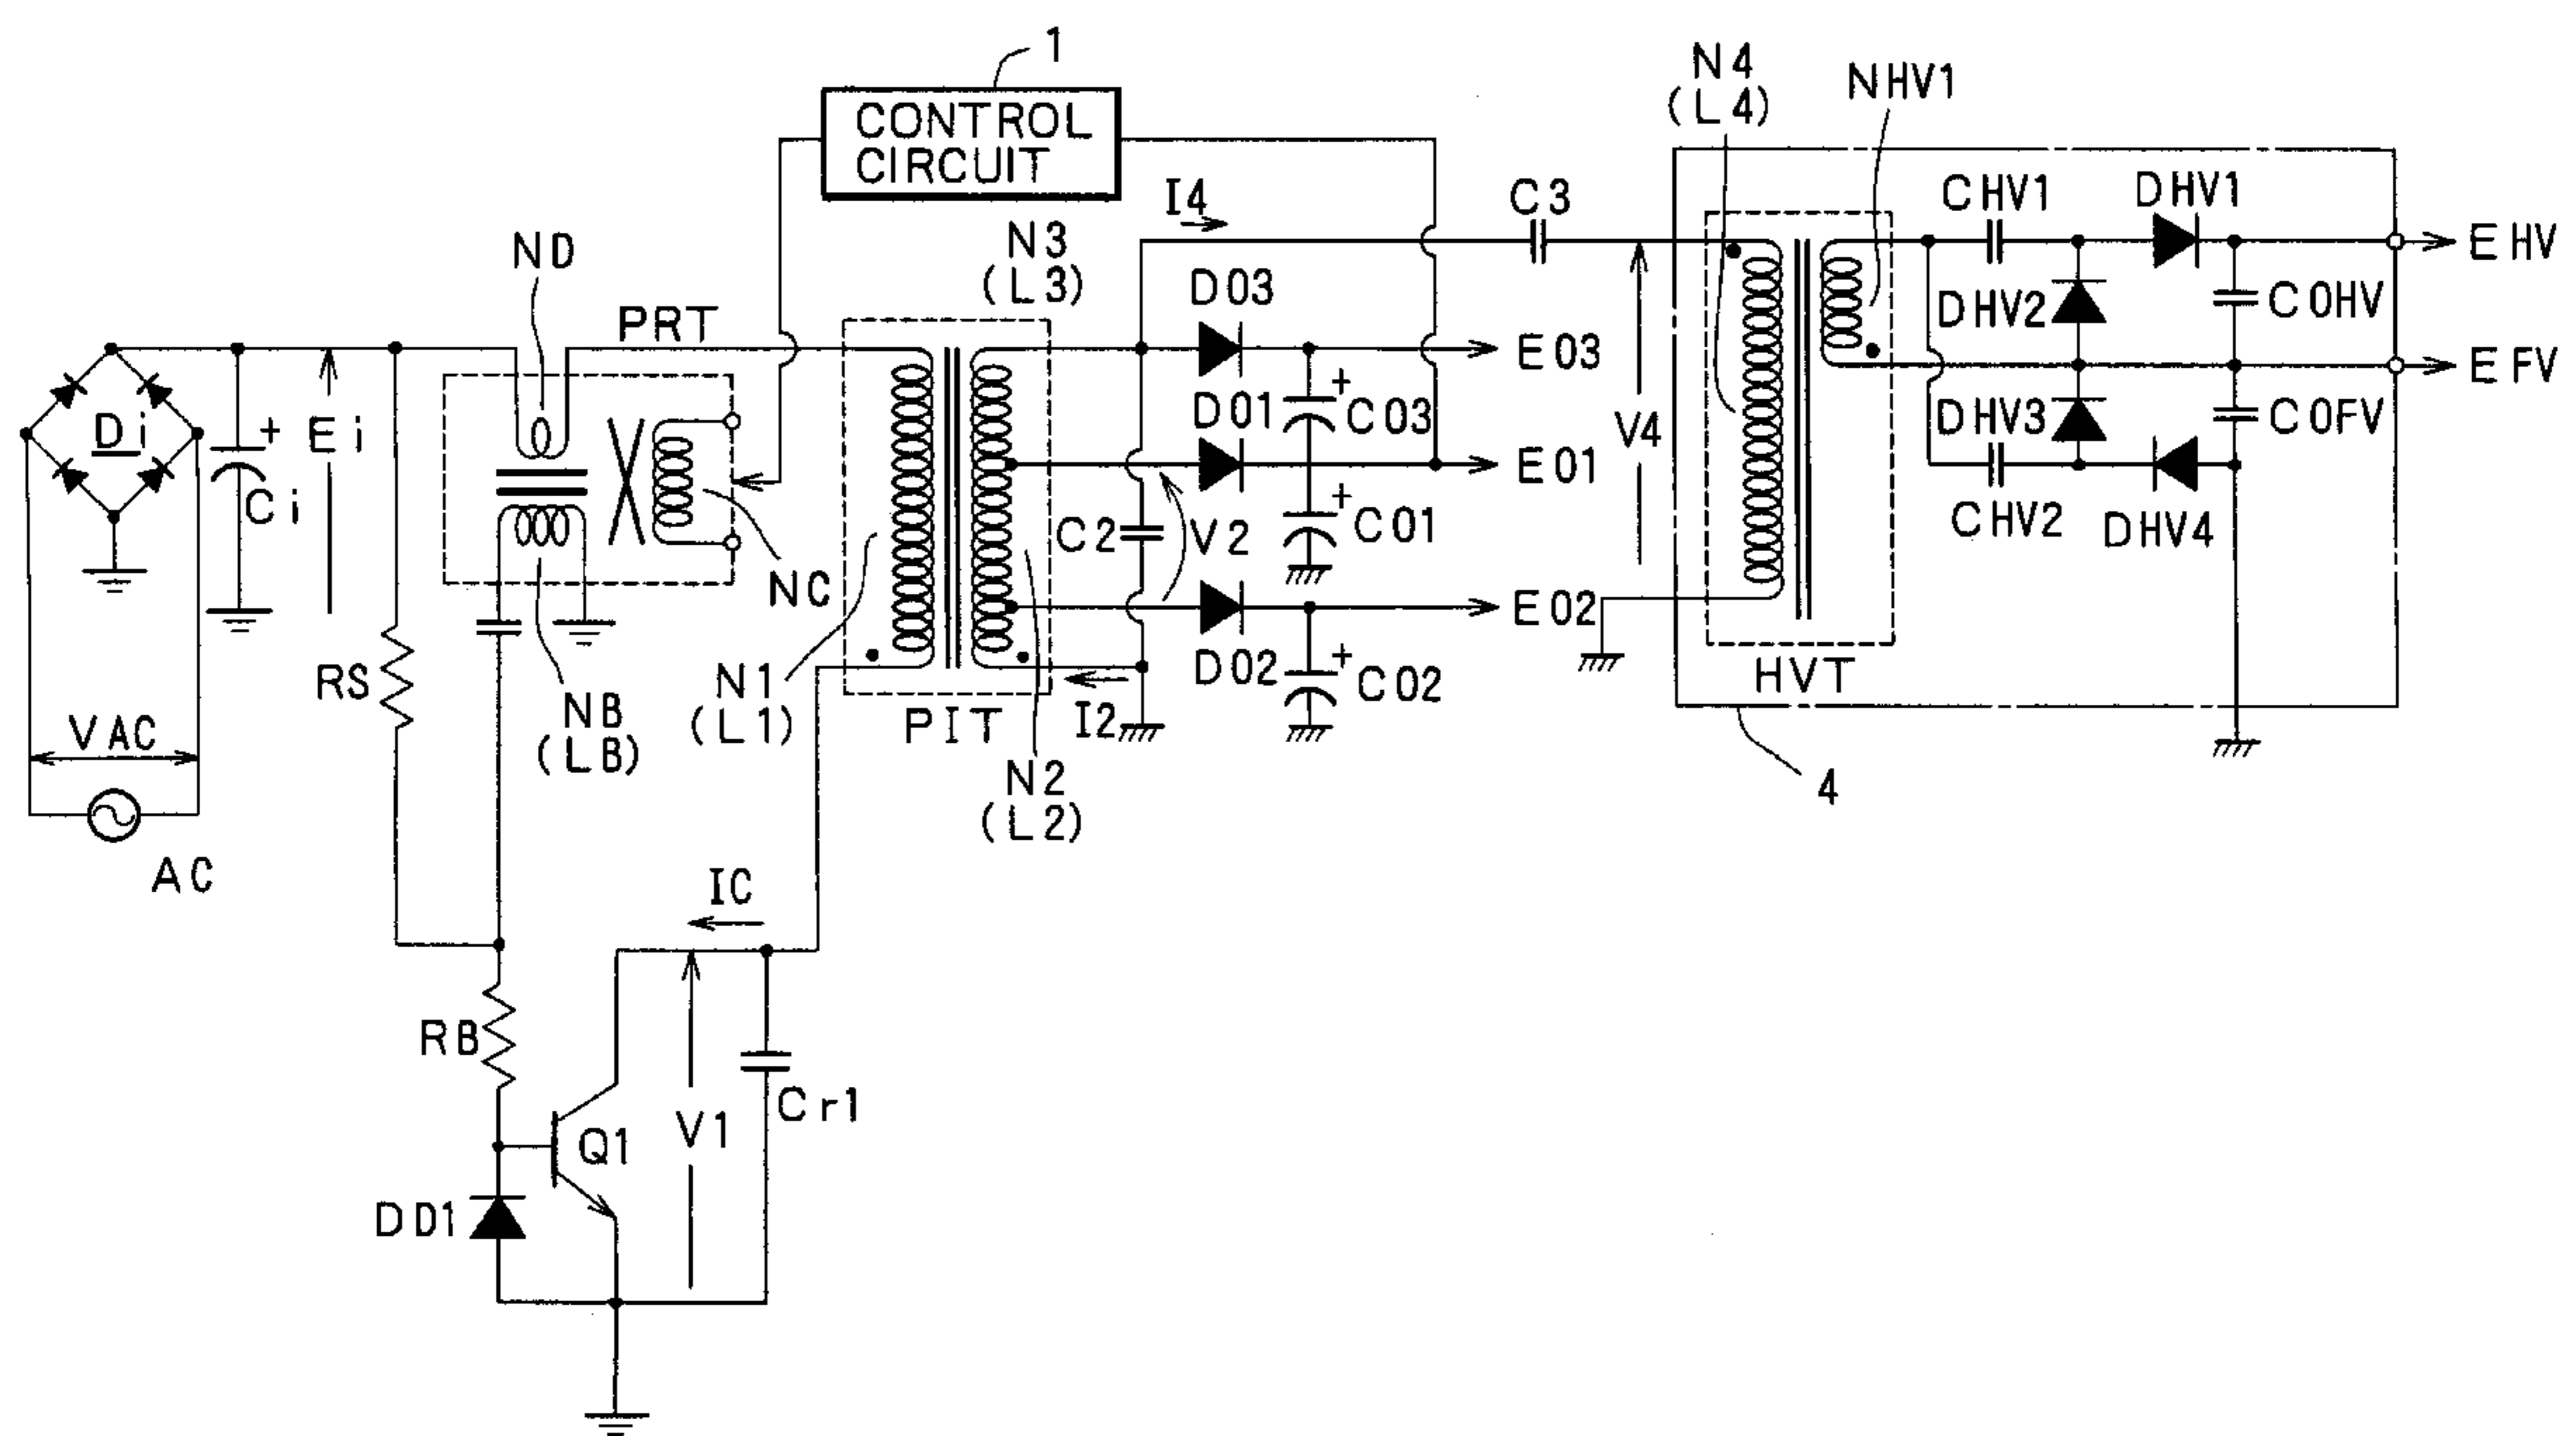 1
CONTROL
CIRCUIT
N4
(L4)
NHV1
I4
C3
CHV1
DHV1
EHV
ND
N3
(L3)
PRT
D03
E03
DHV2
C0HV
EFV
Di
+
Ei
Ci
D01
+
C03
E01
V4
DHV3
C0FV
NC
C2
V2
+
C01
CHV2
DHV4
E02
RS
NB
(LB)
N1
(L1)
PIT
I2
D02
+
C02
HVT
VAC
N2
(L2)
4
AC
IC
RB
Q1
V1
Cr1
DD1